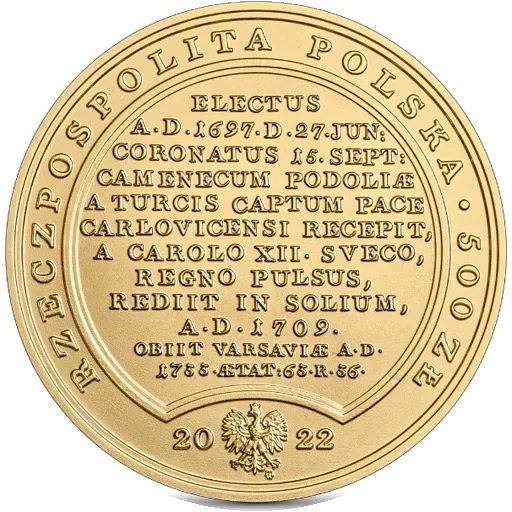 RZECZPOSPOLITA POLSKA · 500 ZŁ
ELECTUS
A.D.1697.D.27.JUN:
CORONATUS 15.SEPT:
CAMENECUM PODOLIÆ
A TURCIS CAPTUM PACE
CARLOVICENSI RECEPIT,
A CAROLO XII. SVECO,
REGNO PULSUS,
REDIIT IN SOLIUM,
A.D.1709.
OBIIT VARSAVIÆ A.D.
1733.ÆTAT:63.R.36.
20 22